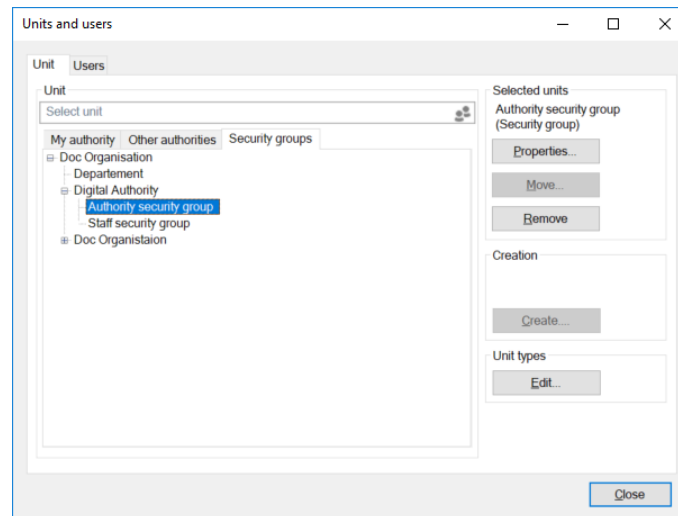 Units and users
Unit
Users
Unit
Select unit
My authority
Other authorities
Security groups
Doc Organisation
Departement
Digital Authority
Authority security group
Staff security group
Doc Organistaion
Selected units
Authority security group
(Security group)
Properties...
Move...
Remove
Creation
Create....
Unit types
Edit...
Close